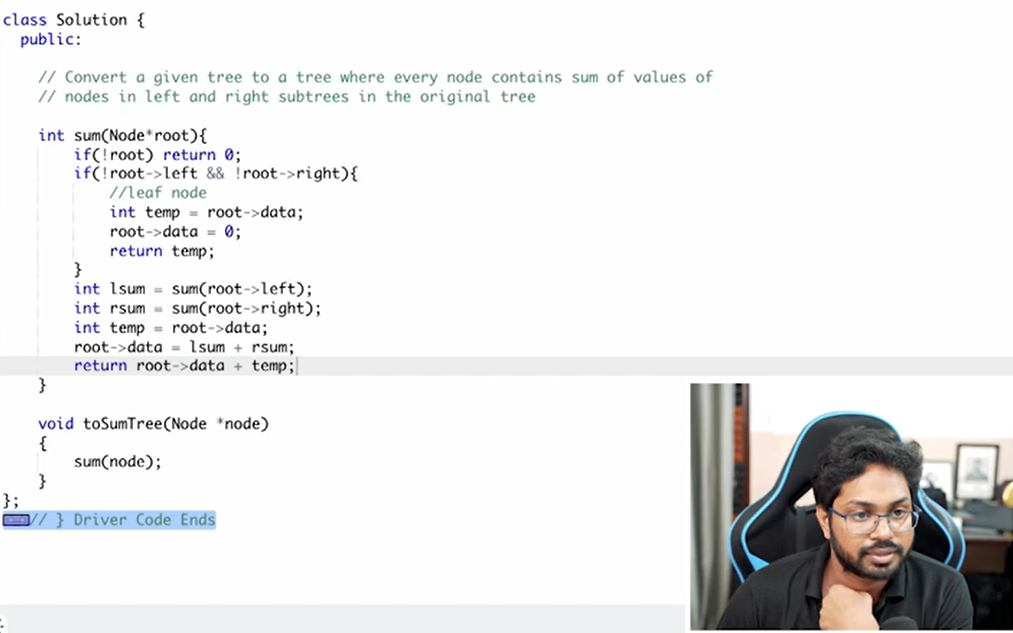 class Solution {
public:
// Convert a given tree to a tree where every node contains sum of values of
// nodes in left and right subtrees in the original tree
int sum(Node*root){
if(!root) return 0;
if(!root->left && !root->right){
//leaf node
int temp = root->data;
root->data = 0;
return temp;
}
int lsum = sum(root->left);
int rsum = sum(root->right);
int temp = root->data;
root->data = lsum + rsum;
return root->data + temp;
}
void toSumTree(Node *node)
{
sum(node);
}
};
// } Driver Code Ends